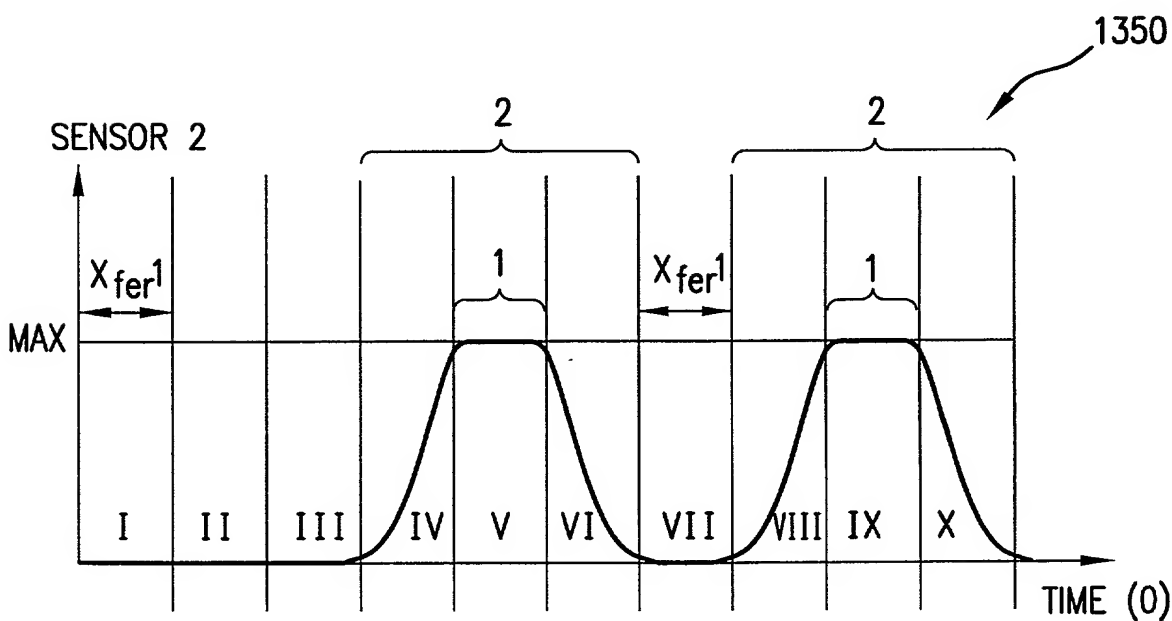 1350
SENSOR 2
2 2
Xfer1 1 Xfer1 1
MAX
I II III IV V VI VII VIII IX X
TIME (0)